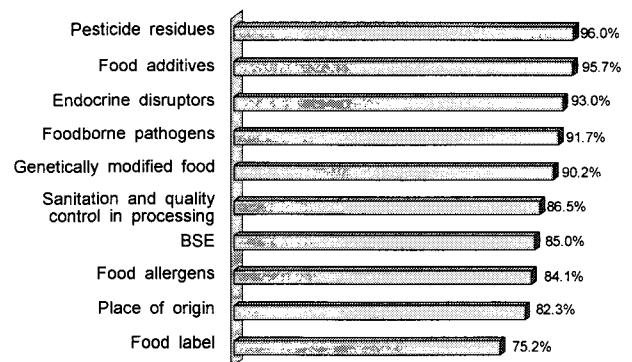 Pesticide residues 96.0%
Food additives 95.7%
Endocrine disruptors 93.0%
Foodborne pathogens 91.7%
Genetically modified food 90.2%
Sanitation and quality
control in processing 86.5%
BSE 85.0%
Food allergens 84.1%
Place of origin 82.3%
Food label 75.2%